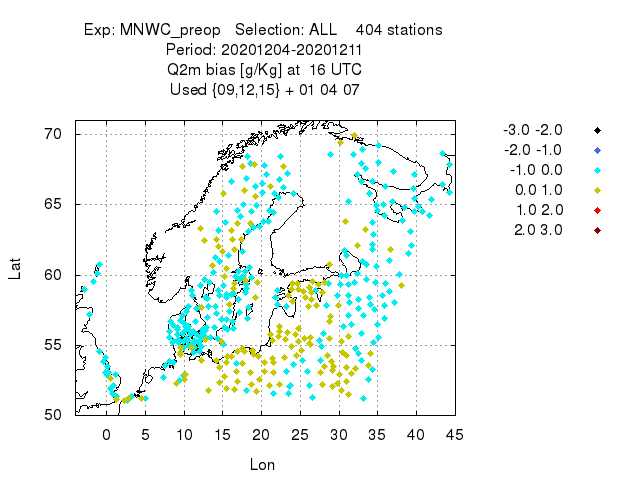 Exp: MNWC_preop   Selection: ALL    404 stations
Period: 20201204-20201211
Q2m bias [g/Kg] at  16 UTC
Used {09,12,15} + 01 04 07
-3.0 -2.0
-2.0 -1.0
-1.0 0.0
0.0 1.0
1.0 2.0
2.0 3.0
70
65
60
55
50
Lat
0 5 10 15 20 25 30 35 40 45
Lon